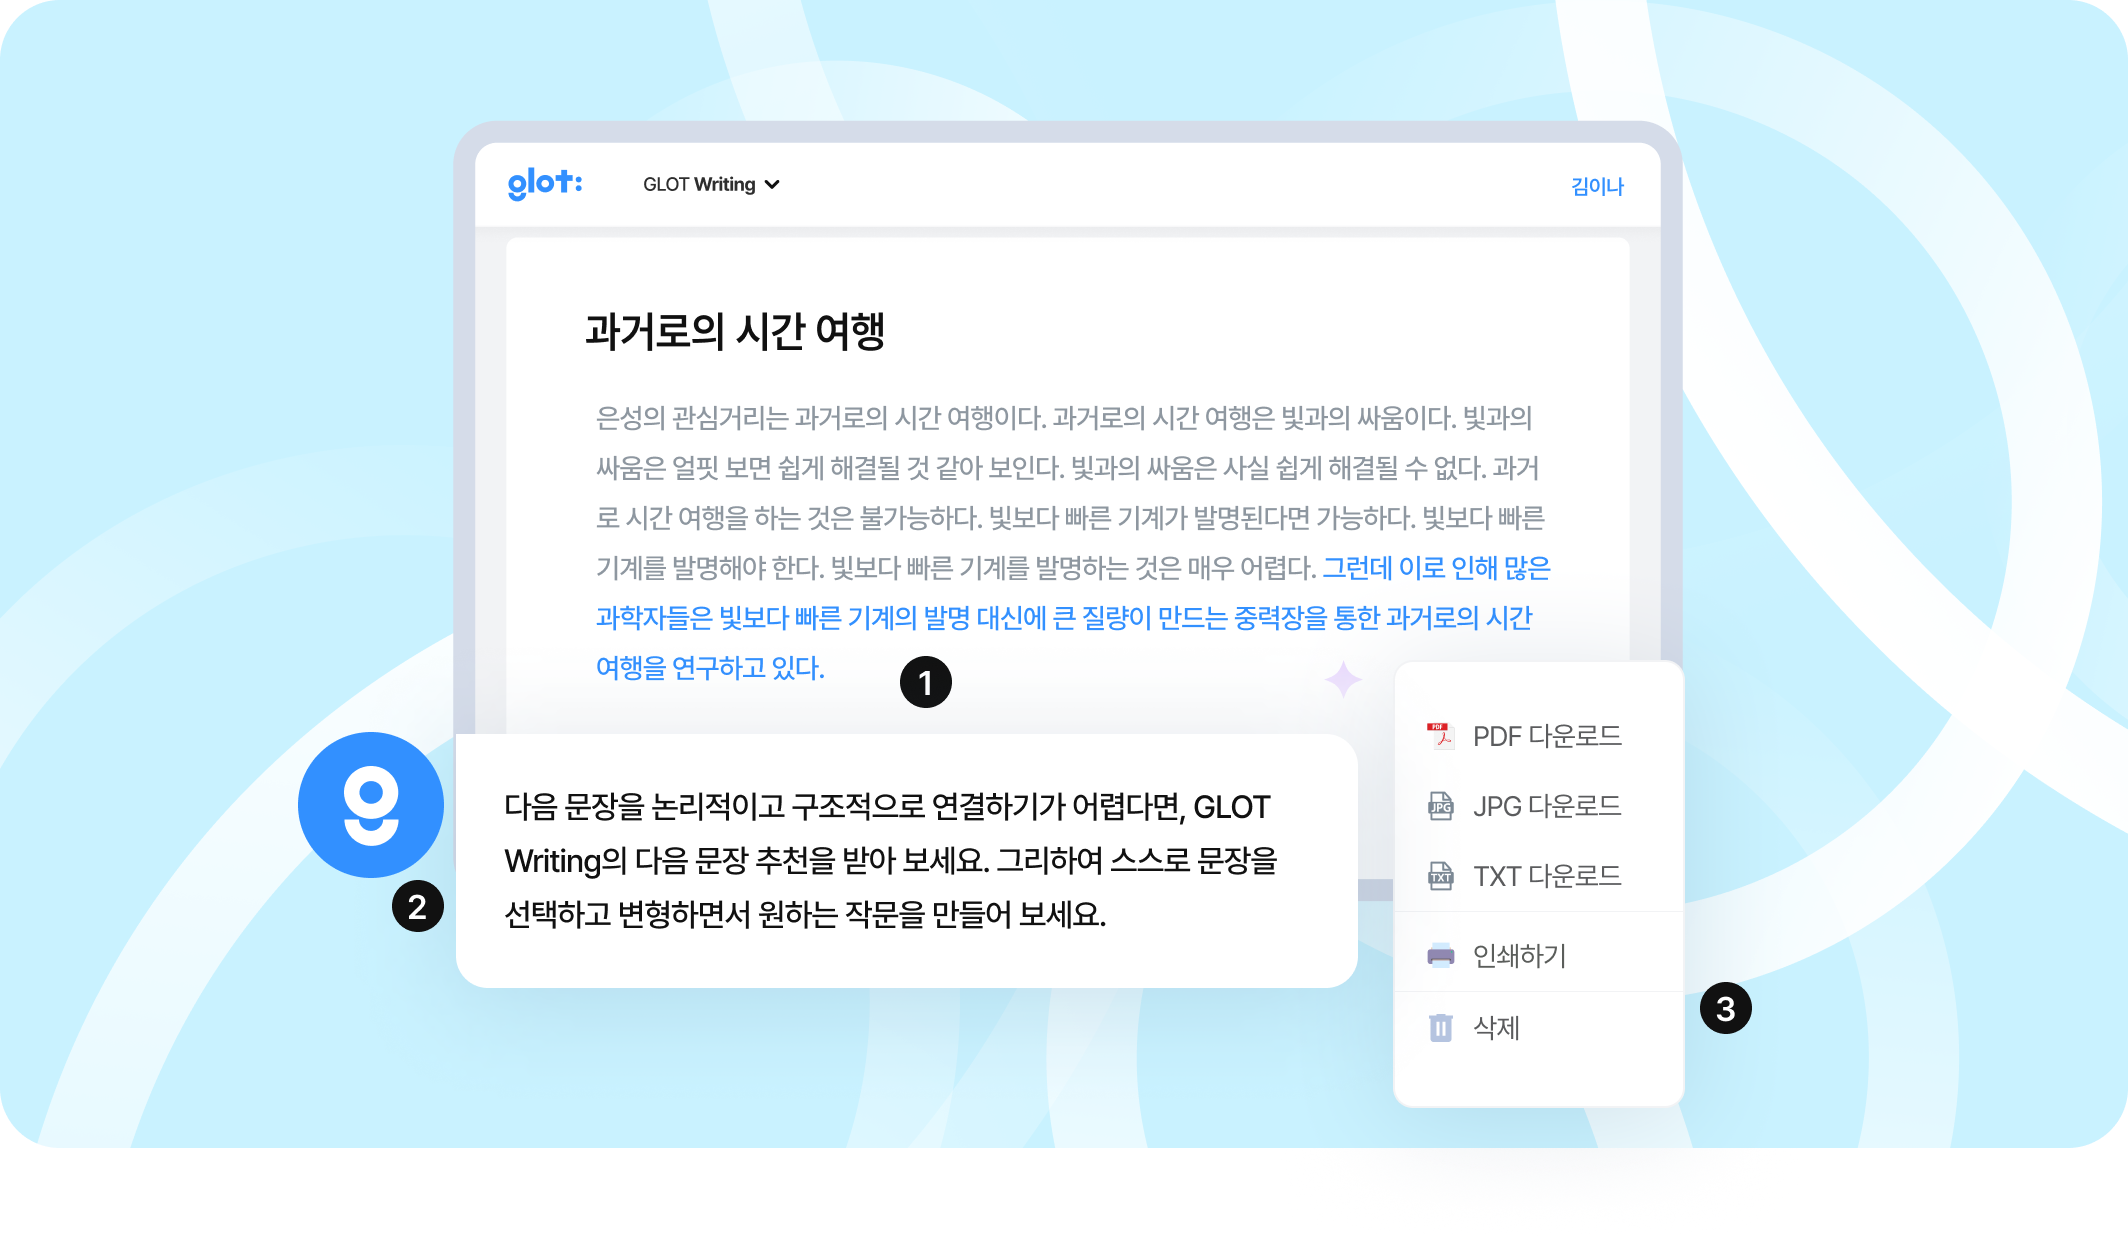 glot:
GLOT Writing
김이나
과거로의 시간 여행
은성의 관심거리는 과거로의 시간 여행이다. 과거로의 시간 여행은 빛과의 싸움이다. 빛과의
싸움은 얼핏 보면 쉽게 해결될 것 같아 보인다. 빛과의 싸움은 사실 쉽게 해결될 수 없다. 과거
로 시간 여행을 하는 것은 불가능하다. 빛보다 빠른 기계가 발명된다면 가능하다. 빛보다 빠른
기계를 발명해야 한다. 빛보다 빠른 기계를 발명하는 것은 매우 어렵다. 그런데 이로 인해 많은
과학자들은 빛보다 빠른 기계의 발명 대신에 큰 질량이 만드는 중력장을 통한 과거로의 시간
여행을 연구하고 있다.
1
g
2
다음 문장을 논리적이고 구조적으로 연결하기가 어렵다면, GLOT
Writing의 다음 문장 추천을 받아 보세요. 그리하여 스스로 문장을
선택하고 변형하면서 원하는 작문을 만들어 보세요.
PDF PDF 다운로드
JPG JPG 다운로드
TXT TXT 다운로드
인쇄하기
삭제
3